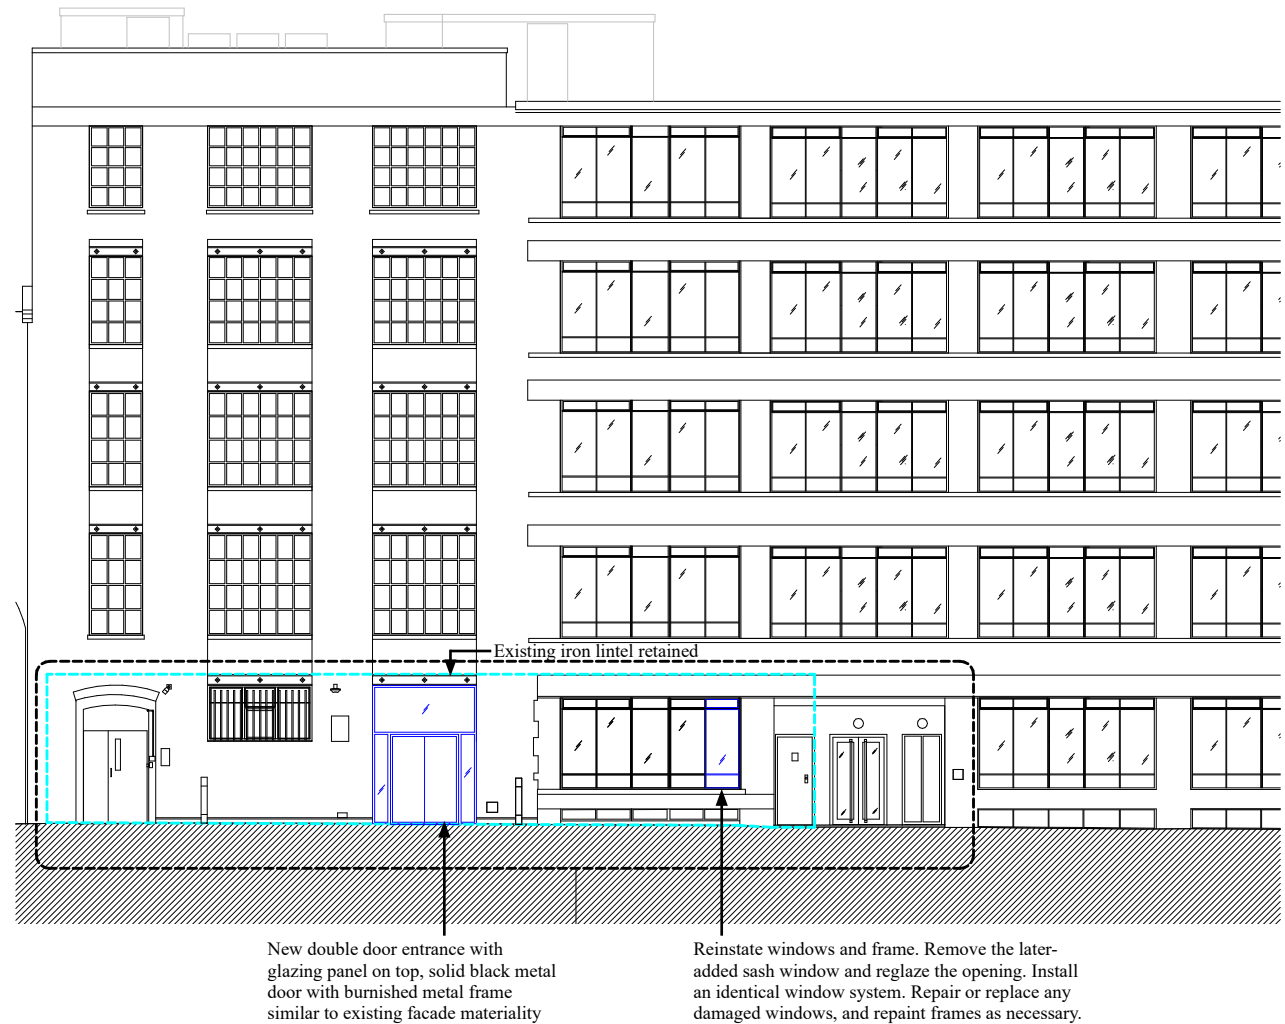 Existing iron lintel retained
New double door entrance with
glazing panel on top, solid black metal
door with burnished metal frame
similar to existing facade materiality
Reinstate windows and frame. Remove the later-
added sash window and reglaze the opening. Install
an identical window system. Repair or replace any
damaged windows, and repaint frames as necessary.